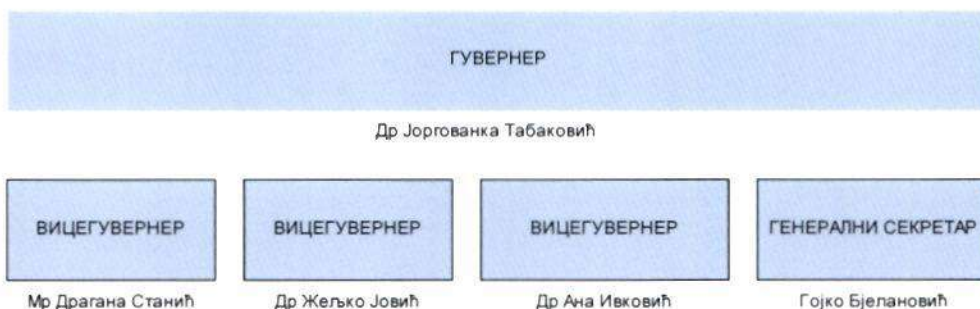 ГУВЕРНЕР
Др Јоргованка Табаковић
ВИЦЕГУВЕРНЕР
ВИЦЕГУВЕРНЕР
ВИЦЕГУВЕРНЕР
ГЕНЕРАЛНИ СЕКРЕТАР
Мр Драгана Станић
Др Жељко Јовић
Др Ана Ивковић
Гојко Бјелановић